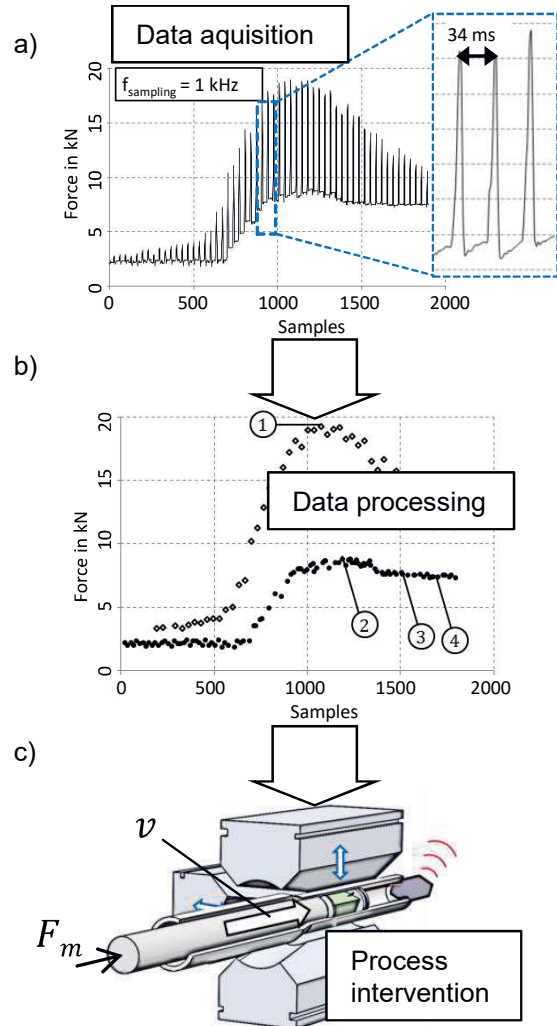 a)
Data aquisition
f_sampling = 1 kHz
34 ms
Force in kN
20
15
10
5
0
0 500 1000 1500 2000
Samples
b)
Force in kN
20
15
10
5
0
1
Data processing
2
3
4
0 500 1000 1500 2000
Samples
c)
v
F_m
Process
intervention